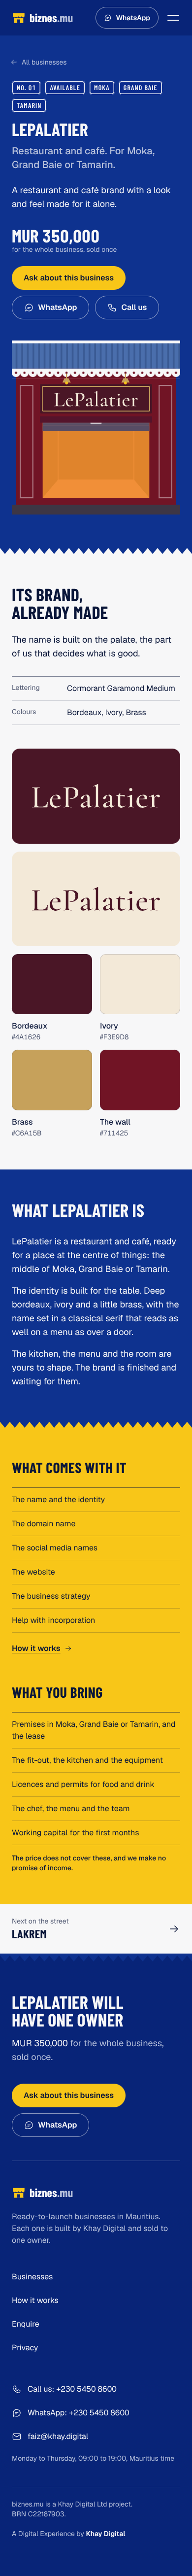 biznes.mu
WhatsApp
All businesses
NO. 01
AVAILABLE
MOKA
GRAND BAIE
TAMARIN
LEPALATIER
Restaurant and café. For Moka,
Grand Baie or Tamarin.
A restaurant and café brand with a look
and feel made for it alone.
MUR 350,000
for the whole business, sold once
Ask about this business
WhatsApp
Call us
LePalatier
ITS BRAND,
ALREADY MADE
The name is built on the palate, the part
of us that decides what is good.
Lettering
Cormorant Garamond Medium
Colours
Bordeaux, Ivory, Brass
LePalatier
LePalatier
Bordeaux
#4A1626
Ivory
#F3E9D8
Brass
#C6A15B
The wall
#711425
WHAT LEPALATIER IS
LePalatier is a restaurant and café, ready
for a place at the centre of things: the
middle of Moka, Grand Baie or Tamarin.
The identity is built for the table. Deep
bordeaux, ivory and a little brass, with the
name set in a classical serif that reads as
well on a menu as over a door.
The kitchen, the menu and the room are
yours to shape. The brand is finished and
waiting for them.
WHAT COMES WITH IT
The name and the identity
The domain name
The social media names
The website
The business strategy
Help with incorporation
How it works
WHAT YOU BRING
Premises in Moka, Grand Baie or Tamarin, and
the lease
The fit-out, the kitchen and the equipment
Licences and permits for food and drink
The chef, the menu and the team
Working capital for the first months
The price does not cover these, and we make no
promise of income.
Next on the street
LAKREM
LEPALATIER WILL
HAVE ONE OWNER
MUR 350,000 for the whole business,
sold once.
Ask about this business
WhatsApp
biznes.mu
Ready-to-launch businesses in Mauritius.
Each one is built by Khay Digital and sold to
one owner.
Businesses
How it works
Enquire
Privacy
Call us: +230 5450 8600
WhatsApp: +230 5450 8600
faiz@khay.digital
Monday to Thursday, 09:00 to 19:00, Mauritius time
biznes.mu is a Khay Digital Ltd project.
BRN C22187903.
A Digital Experience by Khay Digital